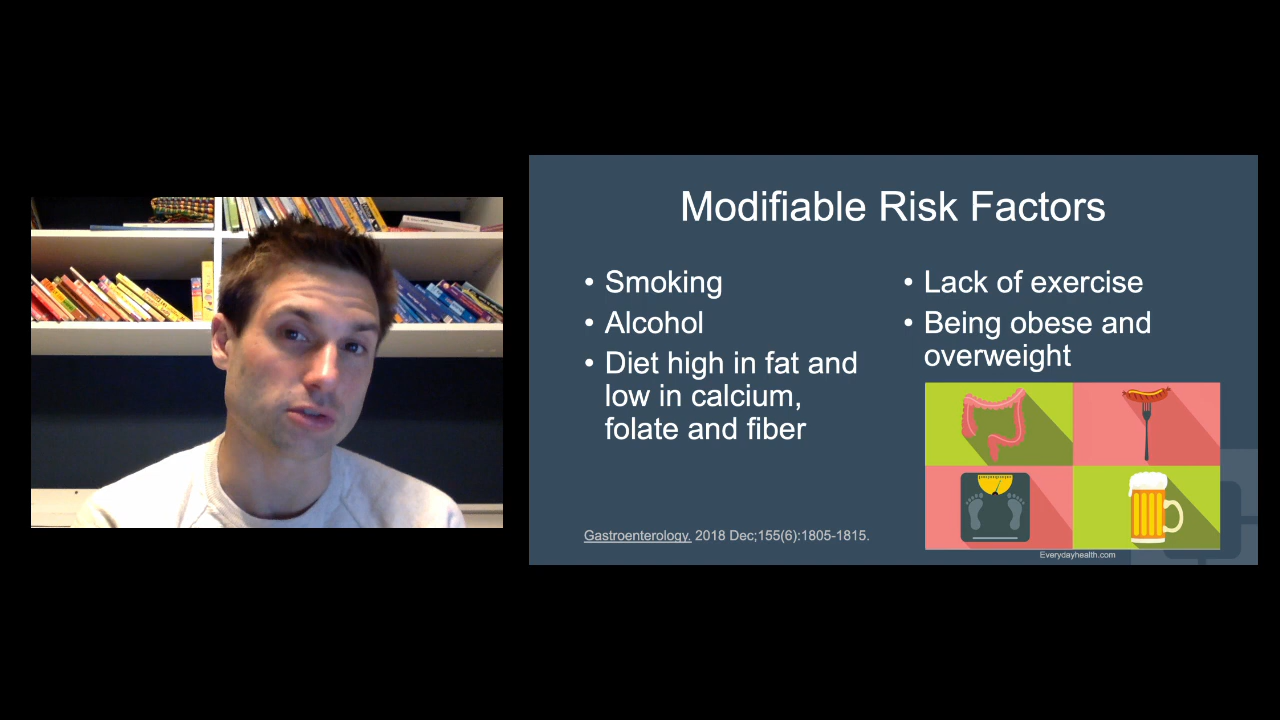 Modifiable Risk Factors
• Smoking
• Alcohol
• Diet high in fat and
low in calcium,
folate and fiber
• Lack of exercise
• Being obese and
overweight
Gastroenterology. 2018 Dec;155(6):1805-1815.
Everydayhealth.com